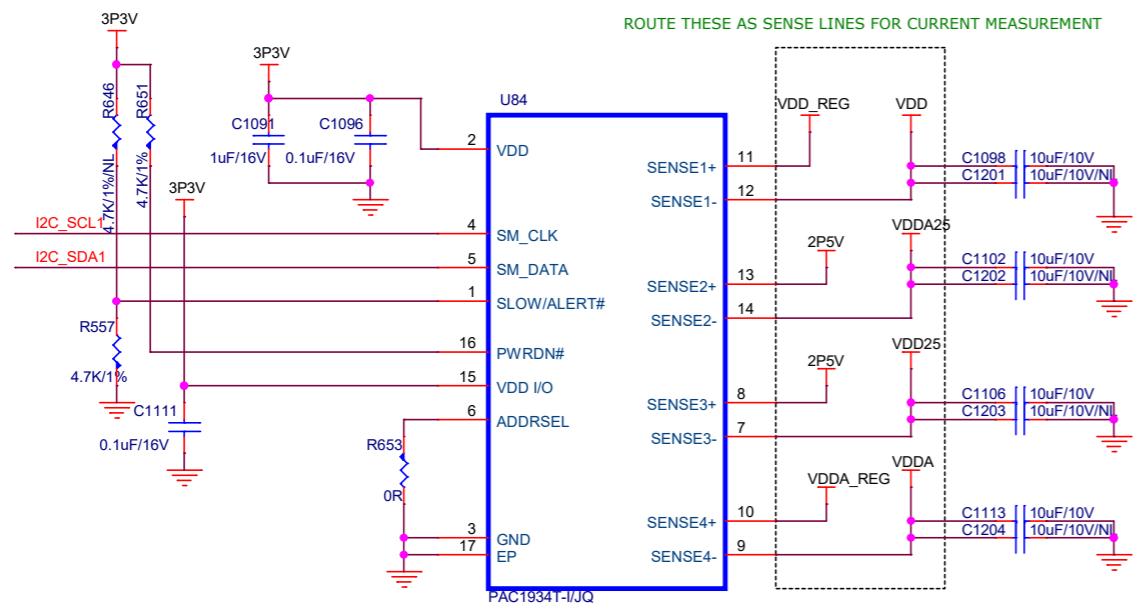 ROUTE THESE AS SENSE LINES FOR CURRENT MEASUREMENT
3P3V
R646
4.7K/1%/NL
R651
4.7K/1%
3P3V
C1091
1uF/16V
C1096
0.1uF/16V
3P3V
I2C_SCL1
I2C_SDA1
R557
4.7K/1%
C1111
0.1uF/16V
R653
0R
U84
2
VDD
4
SM_CLK
5
SM_DATA
1
SLOW/ALERT#
16
PWRDN#
15
VDD I/O
6
ADDRSEL
3
GND
17
EP
PAC1934T-I/JQ
SENSE1+
11
SENSE1-
12
SENSE2+
13
SENSE2-
14
SENSE3+
8
SENSE3-
7
SENSE4+
10
SENSE4-
9
VDD_REG
VDD
C1098
10uF/10V
C1201
10uF/10V/NL
2P5V
VDDA25
C1102
10uF/10V
C1202
10uF/10V/NL
2P5V
VDD25
C1106
10uF/10V
C1203
10uF/10V/NL
VDDA_REG
VDDA
C1113
10uF/10V
C1204
10uF/10V/NL